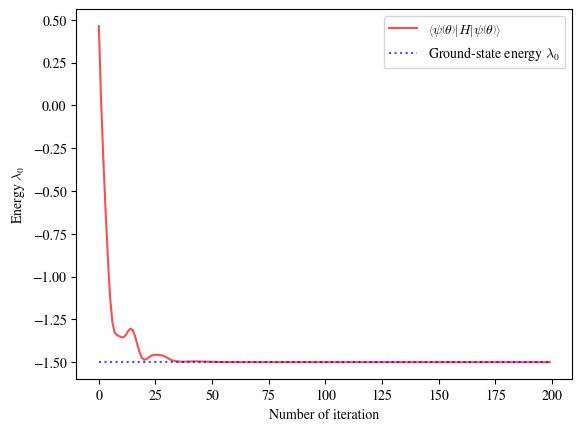 ⟨ψ(θ)|H|ψ(θ)⟩
Ground-state energy λ₀
Energy λ₀
0.50
0.25
0.00
−0.25
−0.50
−0.75
−1.00
−1.25
−1.50
0 25 50 75 100 125 150 175 200
Number of iteration